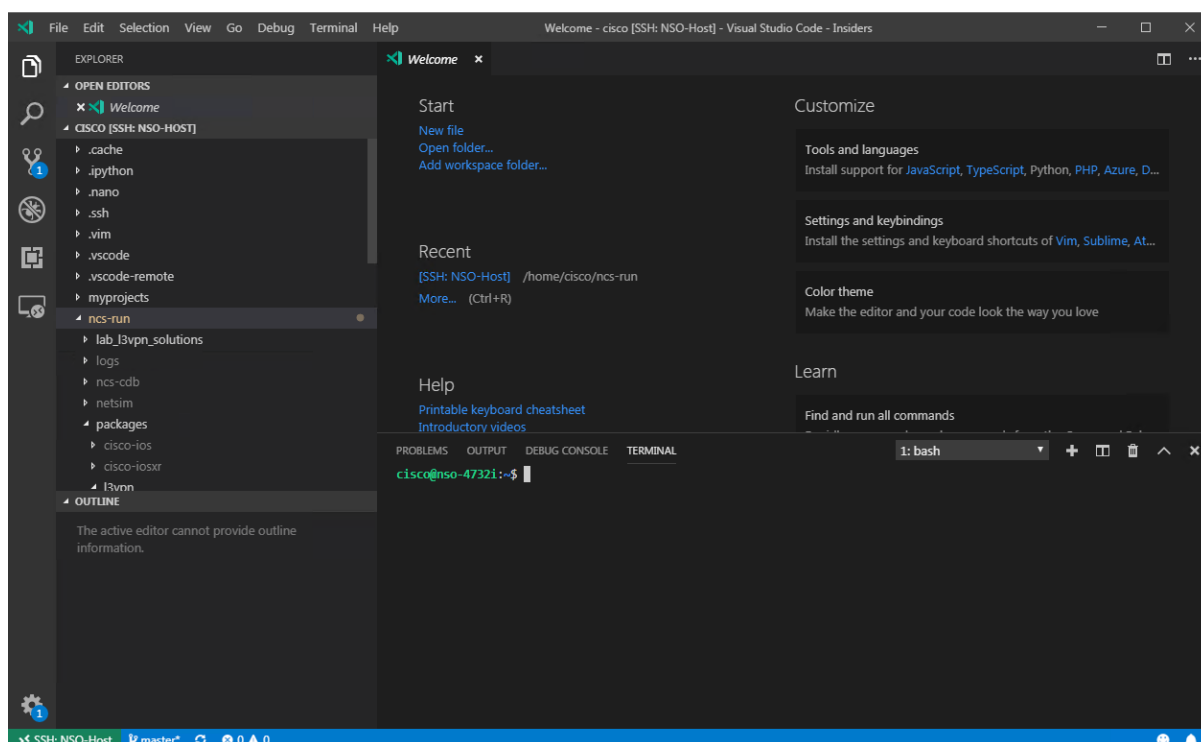 File Edit Selection View Go Debug Terminal Help
Welcome - cisco [SSH: NSO-Host] - Visual Studio Code - Insiders
EXPLORER
OPEN EDITORS
Welcome
CISCO [SSH: NSO-HOST]
.cache
.ipython
.nano
.ssh
.vim
.vscode
.vscode-remote
myprojects
ncs-run
lab_l3vpn_solutions
logs
ncs-cdb
netsim
packages
cisco-ios
cisco-iosxr
l3vpn
OUTLINE
The active editor cannot provide outline
information.
1
1
Welcome
Start
New file
Open folder...
Add workspace folder...
Recent
[SSH: NSO-Host] /home/cisco/ncs-run
More... (Ctrl+R)
Help
Printable keyboard cheatsheet
Introductory videos
Customize
Tools and languages
Install support for JavaScript, TypeScript, Python, PHP, Azure, D...
Settings and keybindings
Install the settings and keyboard shortcuts of Vim, Sublime, At...
Color theme
Make the editor and your code look the way you love
Learn
Find and run all commands
PROBLEMS OUTPUT DEBUG CONSOLE TERMINAL
1: bash
cisco@nso-4732i:~$
SSH: NSO-Host master* 0 0